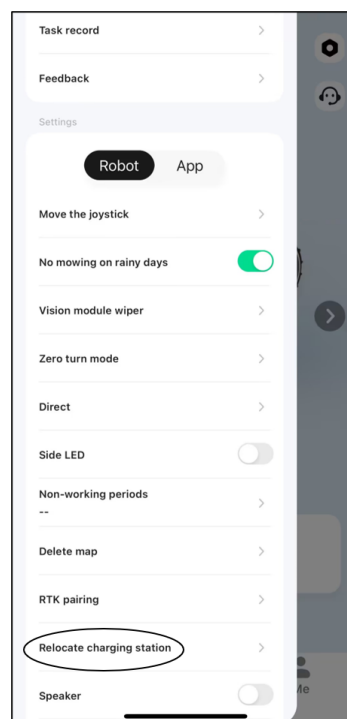 Task record
Feedback
Settings
Robot App
Move the joystick
No mowing on rainy days
Vision module wiper
Zero turn mode
Direct
Side LED
Non-working periods
--
Delete map
RTK pairing
Relocate charging station
Speaker
Me